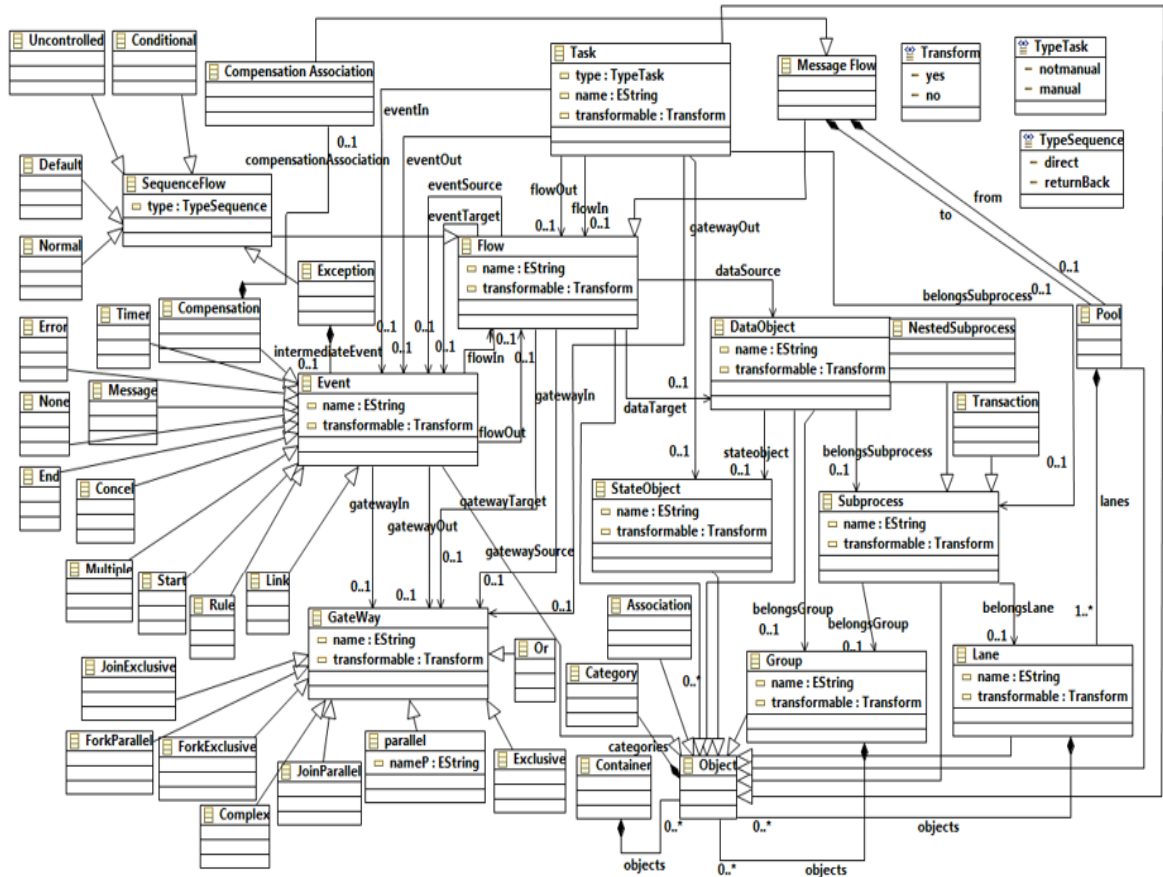 Uncontrolled
Conditional
Compensation Association
Task
type : TypeTask
name : EString
transformable : Transform
Message Flow
Transform
yes
no
TypeTask
notmanual
manual
TypeSequence
direct
returnBack
eventIn
0..1
compensationAssociation
eventOut
Default
SequenceFlow
type : TypeSequence
eventSource
eventTarget
flowOut
flowIn
0..1
0..1
gatewayOut
from
to
Normal
Exception
Flow
name : EString
transformable : Transform
dataSource
belongsSubprocess
0..1
0..1
Pool
Error
Timer
Compensation
intermediateEvent
0..1
0..1
0..1
0..1
0..1
0..1
0..1
flowIn
DataObject
name : EString
transformable : Transform
NestedSubprocess
None
Message
Event
name : EString
transformable : Transform
gatewayIn
0..1
dataTarget
Transaction
flowOut
End
Concel
0..1
stateobject
0..1
belongsSubprocess
0..1
0..1
lanes
gatewayIn
gatewayOut
gatewayTarget
gatewaySource
StateObject
name : EString
transformable : Transform
Subprocess
name : EString
transformable : Transform
Multiple
Start
Rule
Link
0..1
0..1
0..1
0..1
0..1
GateWay
name : EString
transformable : Transform
Association
belongsGroup
0..1
belongsGroup
0..1
belongsLane
0..1
1..*
JoinExclusive
Or
Category
0..*
Group
name : EString
transformable : Transform
Lane
name : EString
transformable : Transform
ForkParallel
ForkExclusive
JoinParallel
parallel
nameP : EString
Exclusive
categories
Container
Object
Complex
0..*
0..*
objects
objects
0..*
objects